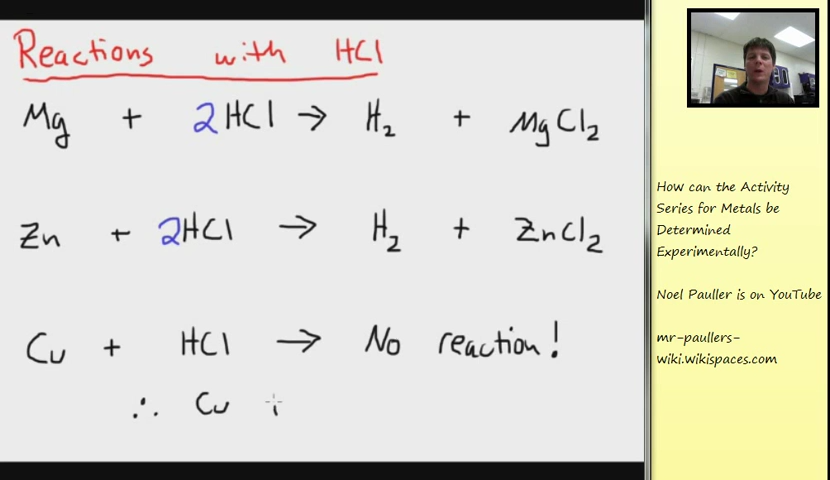 Reactions with HCl
Mg + 2HCl → H₂ + MgCl₂
Zn + 2HCl → H₂ + ZnCl₂
Cu + HCl → No reaction!
∴ Cu
How can the Activity
Series for Metals be
Determined
Experimentally?
Noel Pauller is on YouTube
mr-paullers-
wiki.wikispaces.com